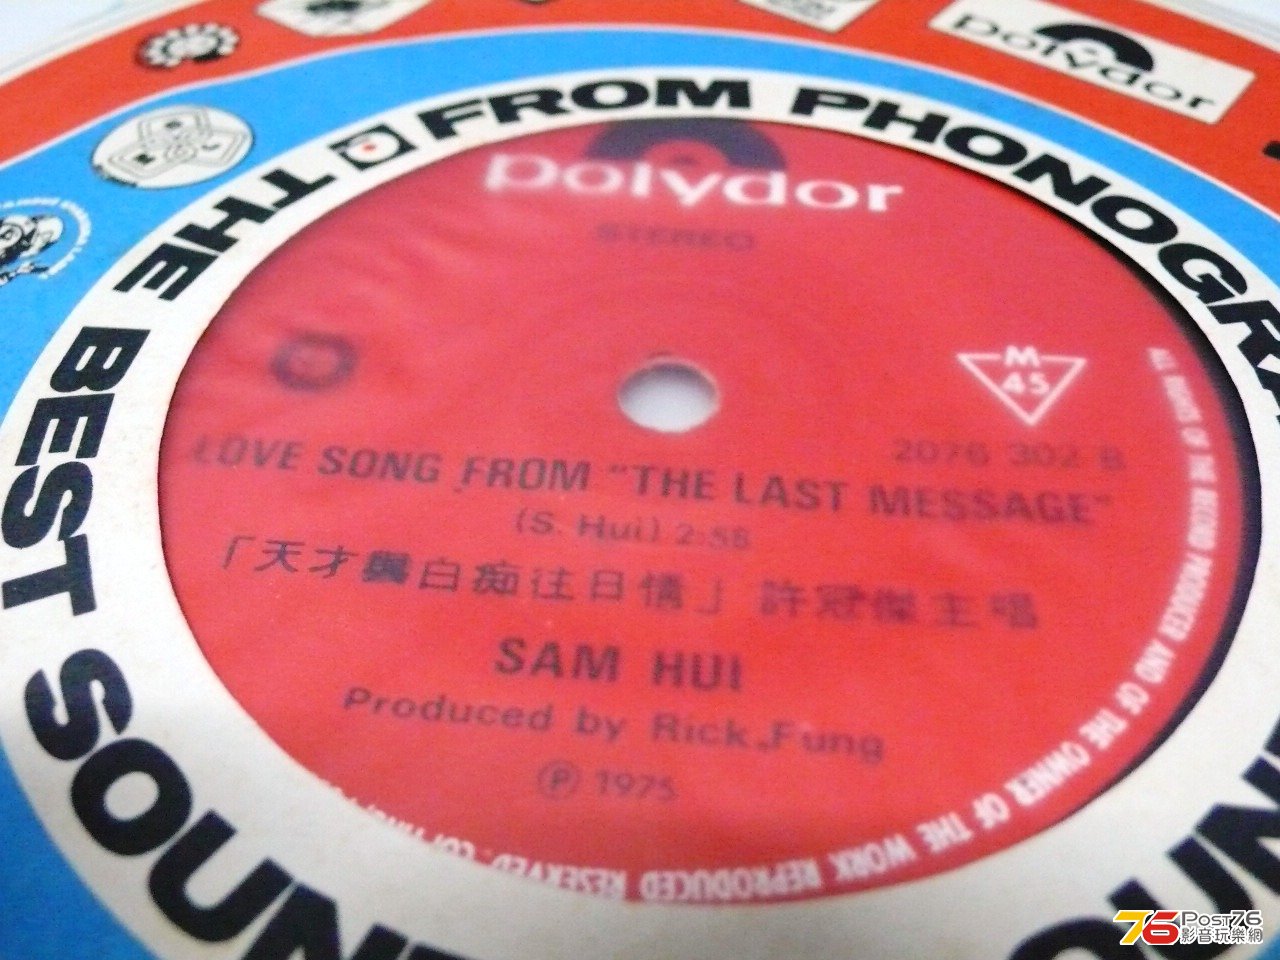 polydor
THE BEST SOUND
FROM PHONOGRA
polydor
STEREO
M
45
2076 302 B
LOVE SONG FROM "THE LAST MESSAGE"
(S. Hui) 2:58
「天才與白痴往日情」 許冠傑主唱
SAM HUI
Produced by Rick Fung
Ⓟ 1975
ALL RIGHTS OF THE RECORD PRODUCER AND OF THE OWNER OF THE WORK REPRODUCED RESERVED.
76 Post76
影音玩樂網